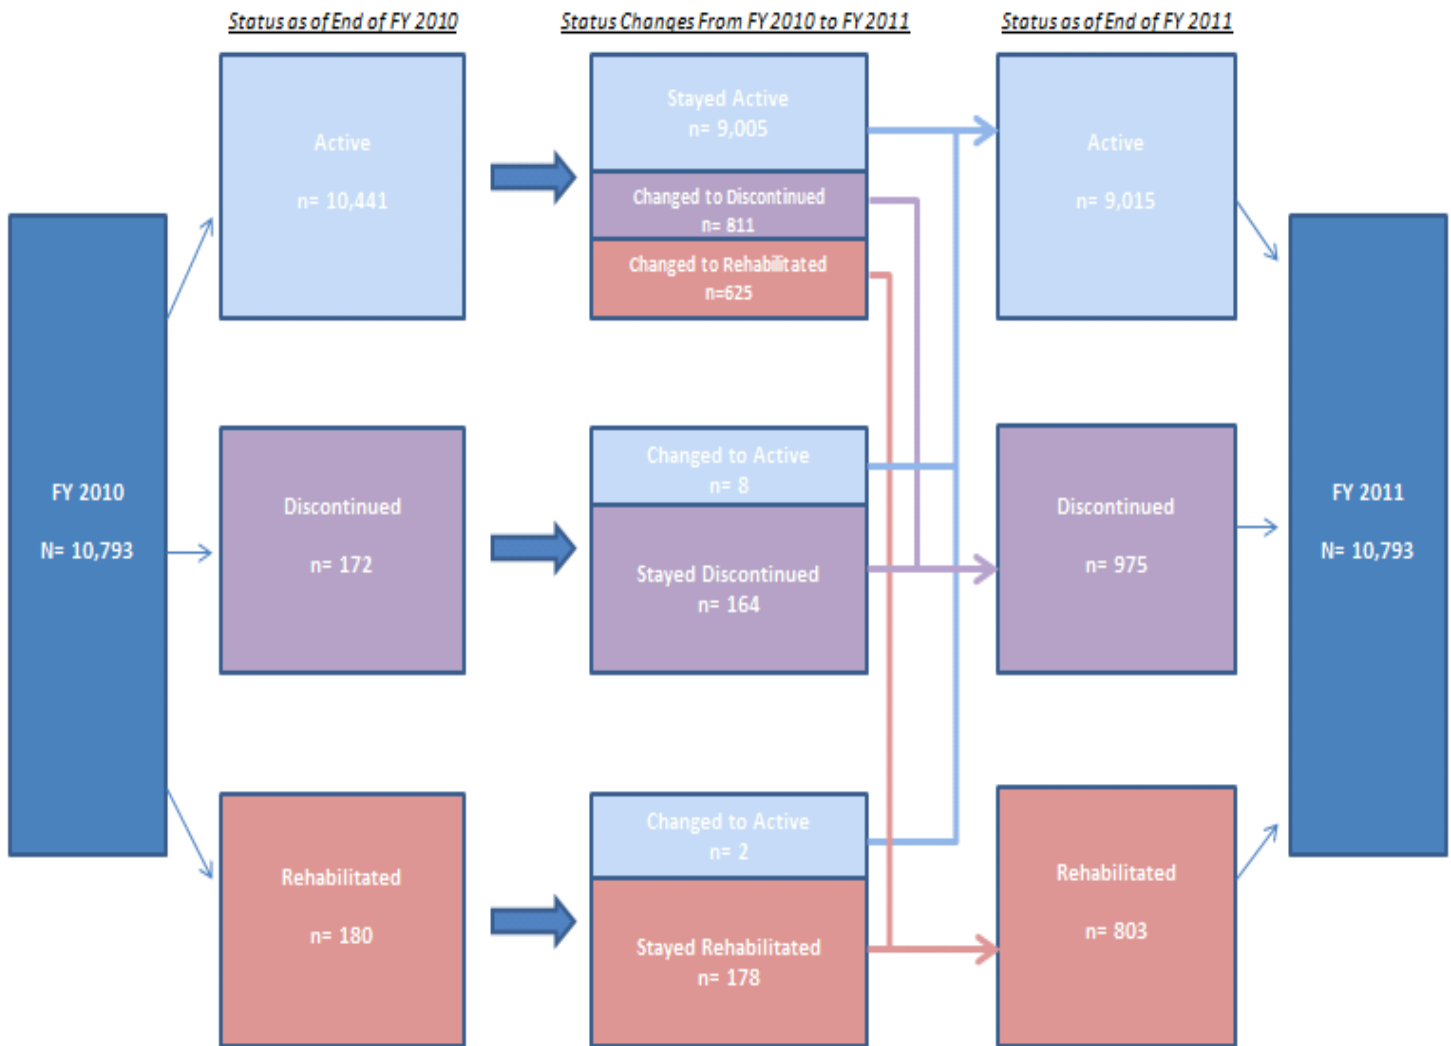 Status as of End of FY 2010
Status Changes From FY 2010 to FY 2011
Status as of End of FY 2011
FY 2010
N= 10,793
Active
n= 10,441
Stayed Active
n= 9,005
Changed to Discontinued
n= 811
Changed to Rehabilitated
n=625
Active
n= 9,015
Discontinued
n= 172
Changed to Active
n= 8
Stayed Discontinued
n= 164
Discontinued
n= 975
Rehabilitated
n= 180
Changed to Active
n= 2
Stayed Rehabilitated
n= 178
Rehabilitated
n= 803
FY 2011
N= 10,793